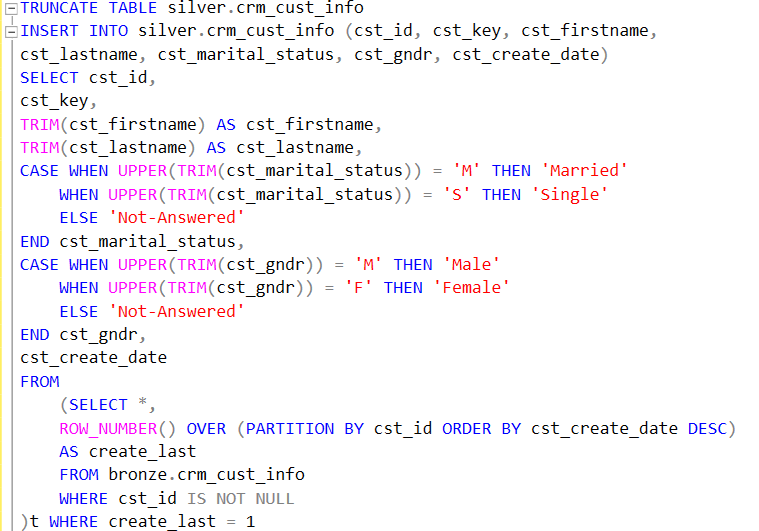 TRUNCATE TABLE silver.crm_cust_info
INSERT INTO silver.crm_cust_info (cst_id, cst_key, cst_firstname,
cst_lastname, cst_marital_status, cst_gndr, cst_create_date)
SELECT cst_id,
cst_key,
TRIM(cst_firstname) AS cst_firstname,
TRIM(cst_lastname) AS cst_lastname,
CASE WHEN UPPER(TRIM(cst_marital_status)) = 'M' THEN 'Married'
    WHEN UPPER(TRIM(cst_marital_status)) = 'S' THEN 'Single'
    ELSE 'Not-Answered'
END cst_marital_status,
CASE WHEN UPPER(TRIM(cst_gndr)) = 'M' THEN 'Male'
    WHEN UPPER(TRIM(cst_gndr)) = 'F' THEN 'Female'
    ELSE 'Not-Answered'
END cst_gndr,
cst_create_date
FROM
    (SELECT *,
    ROW_NUMBER() OVER (PARTITION BY cst_id ORDER BY cst_create_date DESC)
    AS create_last
    FROM bronze.crm_cust_info
    WHERE cst_id IS NOT NULL
)t WHERE create_last = 1